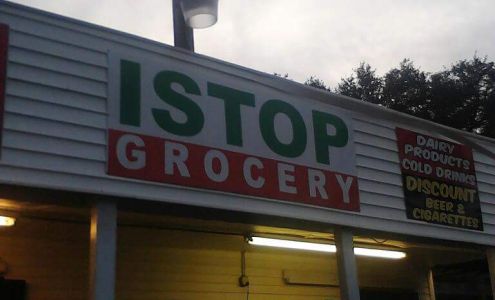 ISTOP
GROCERY
DAIRY
PRODUCTS
COLD DRINKS
DISCOUNT
BEER &
CIGARETTES